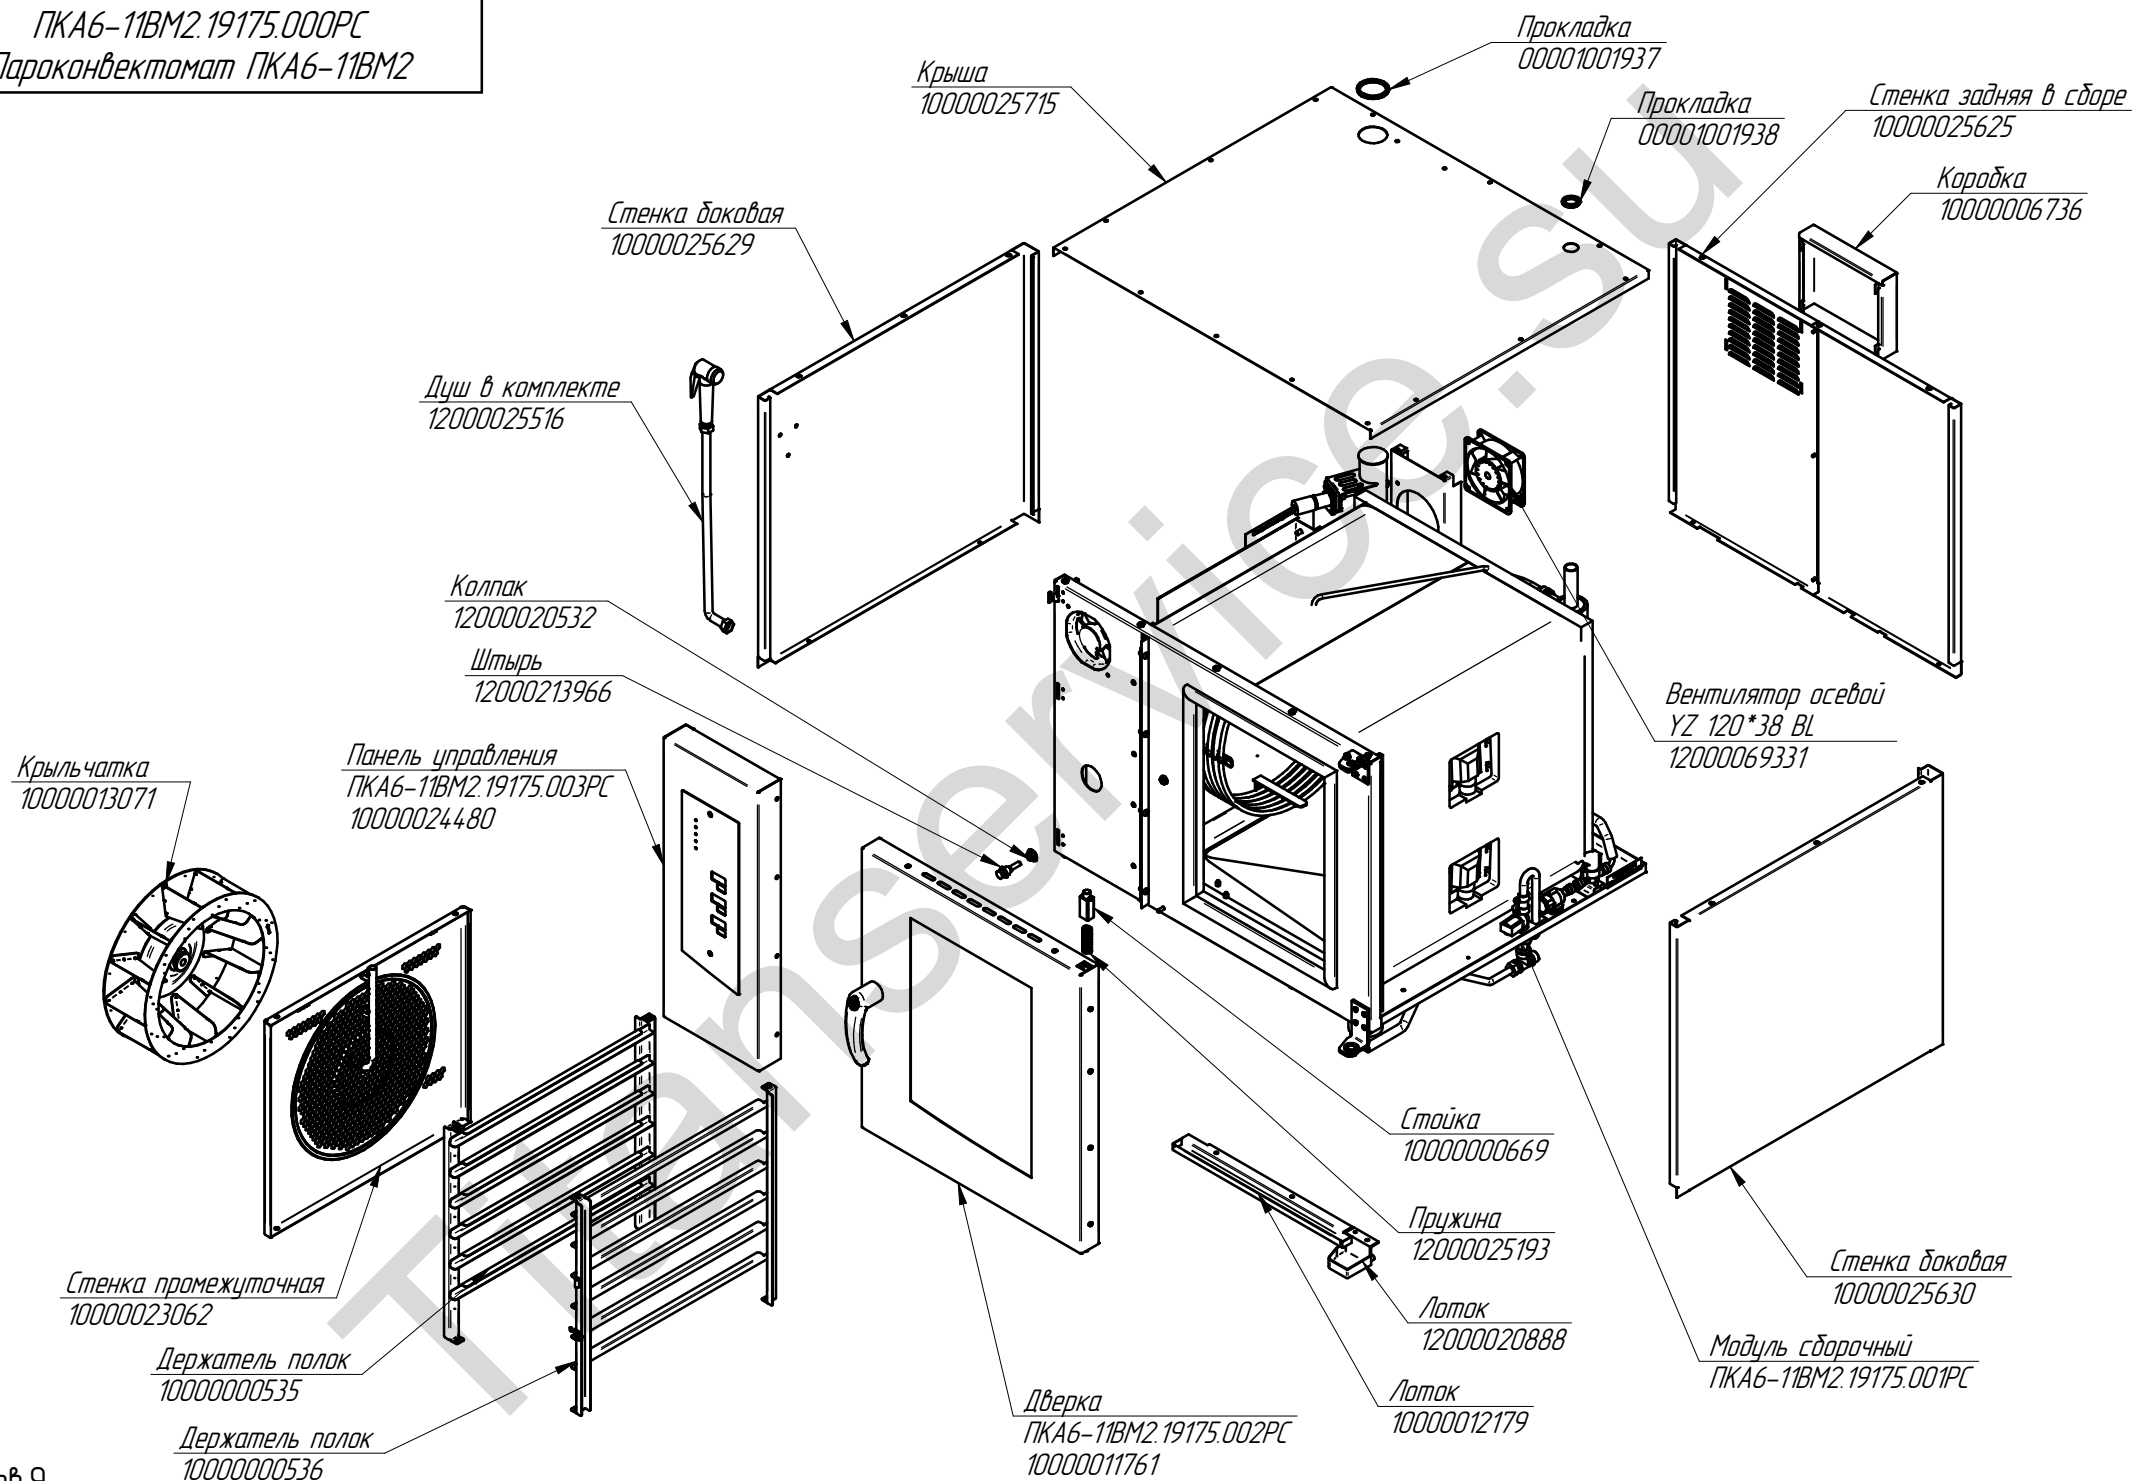 ПКА6-11ВМ2.19175.000РС
Пароконвектомат ПКА6-11ВМ2
Прокладка
00001001937
Крыша
10000025715
Прокладка
00001001938
Стенка задняя в сборе
10000025625
Коробка
10000006736
Стенка боковая
10000025629
Душ в комплекте
12000025516
Колпак
12000020532
Штырь
12000213966
Вентилятор осевой
YZ 120*38 BL
12000069331
Крыльчатка
10000013071
Панель управления
ПКА6-11ВМ2.19175.003РС
10000024480
Стойка
10000000669
Пружина
12000025193
Стенка боковая
10000025630
Стенка промежуточная
10000023062
Лоток
12000020888
Модуль сборочный
ПКА6-11ВМ2.19175.001РС
Держатель полок
10000000535
Лоток
10000012179
Дверка
ПКА6-11ВМ2.19175.002РС
10000011761
Держатель полок
10000000536
Ttenservice.su